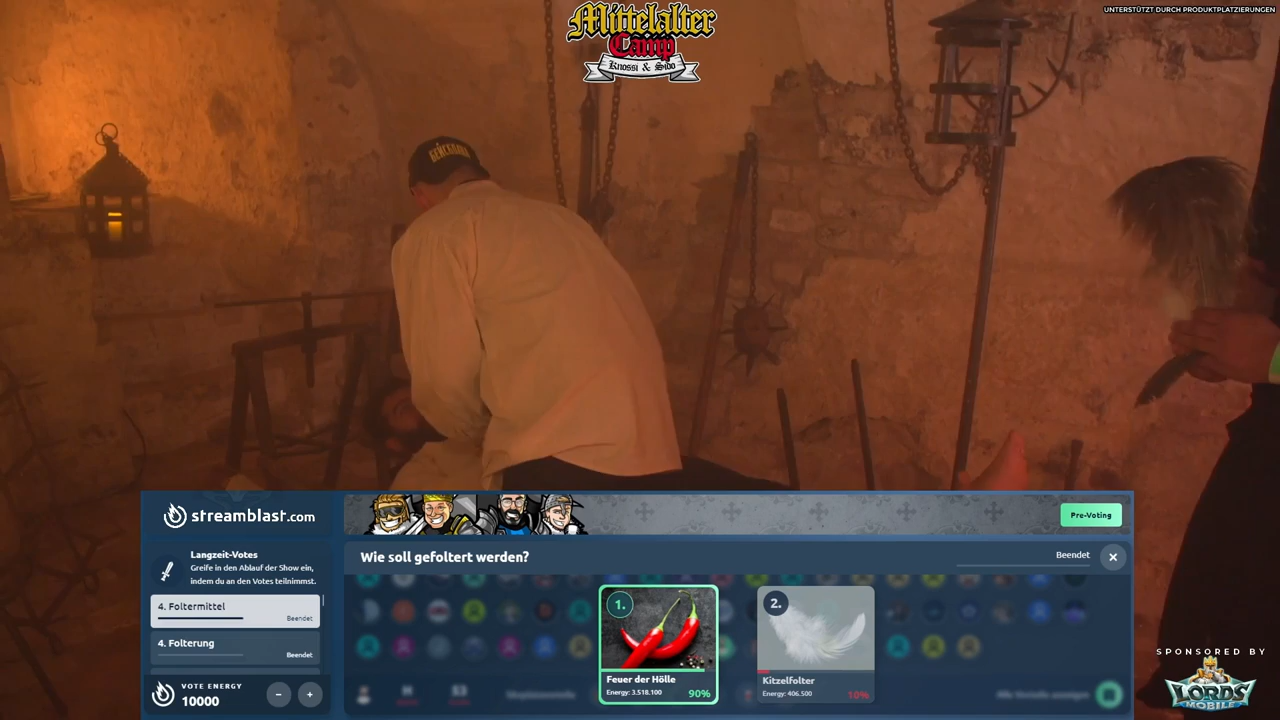 UNTERSTÜTZT DURCH PRODUKTPLATZIERUNGEN
Mittelalter
Camp
Knossi & Sido
БЕЙСБОЛКА
streamblast.com
Pre-Voting
Langzeit-Votes
Greife in den Ablauf der Show ein,
indem du an den Votes teilnimmst.
Wie soll gefoltert werden?
Beendet
4. Foltermittel
Beendet
4. Folterung
Beendet
1.
Feuer der Hölle
Energy: 3.518.100
90%
2.
Kitzelfolter
Energy: 406.500
10%
VOTE ENERGY
10000
SPONSORED BY
LORDS
MOBILE